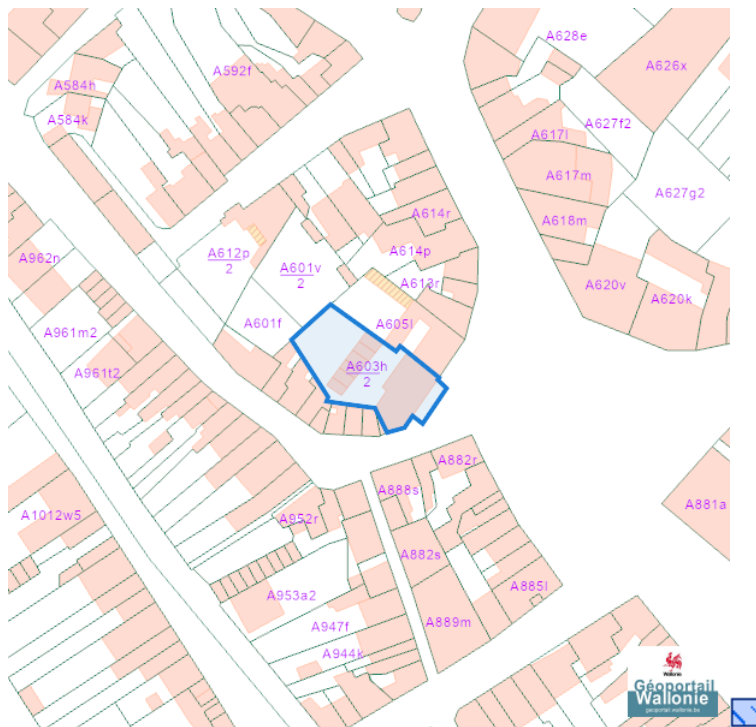 A628e
A592f
A626x
A584h
A584k
A627f2
A617l
A617m
A627g2
A614r
A618m
A612p
2
A614p
A962n
A601v
2
A613r
A620v
A620k
A601f
A605l
A961m2
A603h
2
A961t2
A882r
A888s
A881a
A1012w5
A952r
A882s
A885l
A953a2
A947f
A889m
A944k
Wallonie
Géoportail
Wallonie
geoportail.wallonie.be